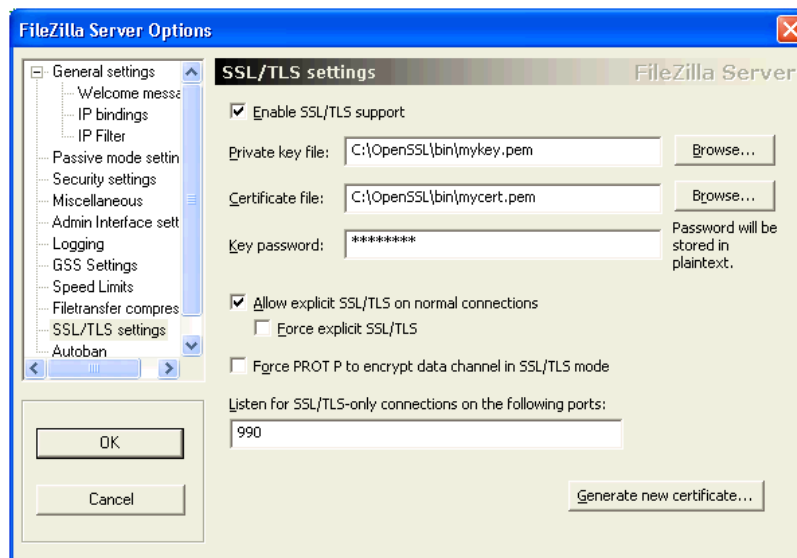 FileZilla Server Options
General settings
Welcome messa
IP bindings
IP Filter
Passive mode settin
Security settings
Miscellaneous
Admin Interface sett
Logging
GSS Settings
Speed Limits
Filetransfer compres
SSL/TLS settings
Autoban
OK
Cancel
SSL/TLS settings
FileZilla Server
Enable SSL/TLS support
Private key file: C:\OpenSSL\bin\mykey.pem Browse...
Certificate file: C:\OpenSSL\bin\mycert.pem Browse...
Key password: ******** Password will be
stored in
plaintext.
Allow explicit SSL/TLS on normal connections
Force explicit SSL/TLS
Force PROT P to encrypt data channel in SSL/TLS mode
Listen for SSL/TLS-only connections on the following ports:
990
Generate new certificate...